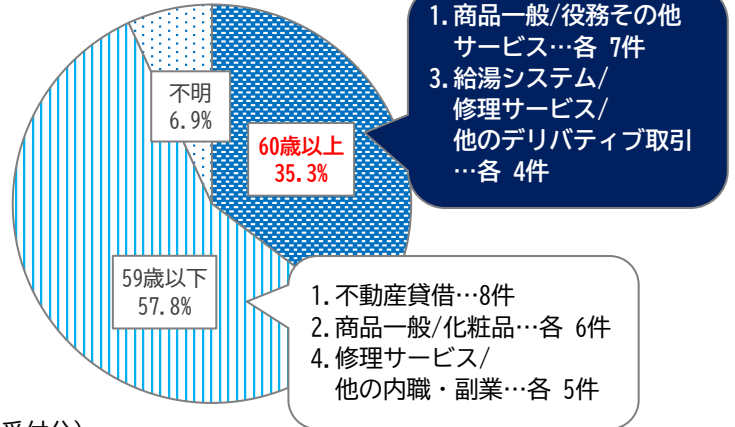 1.商品一般/役務その他
サービス…各 7件
3.給湯システム/
修理サービス/
他のデリバティブ取引
…各 4件
不明
6.9%
60歳以上
35.3%
59歳以下
57.8%
1.不動産貸借…8件
2.商品一般/化粧品…各 6件
4.修理サービス/
他の内職・副業…各 5件
受付分)